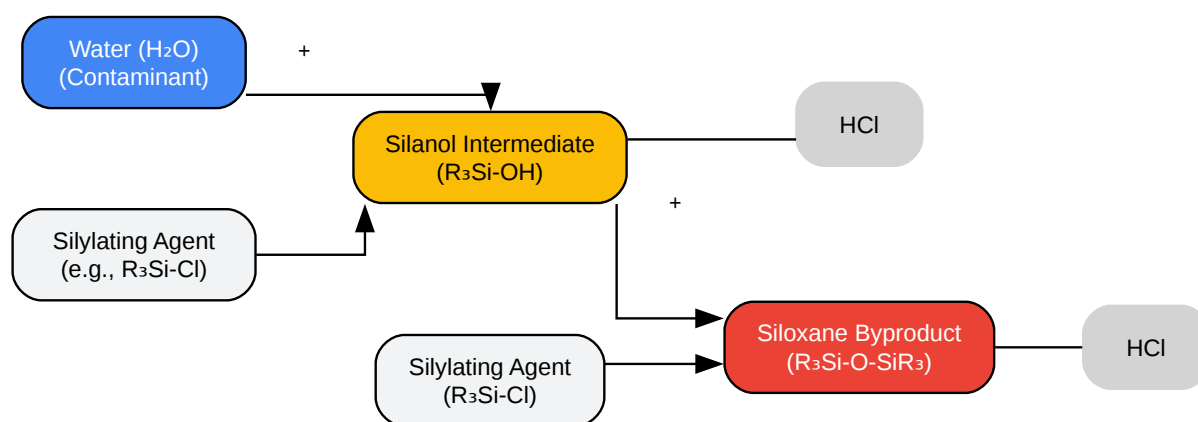 Water (H₂O)
(Contaminant)
+
Silanol Intermediate
(R₃Si-OH)
HCl
+
Silylating Agent
(e.g., R₃Si-Cl)
Siloxane Byproduct
(R₃Si-O-SiR₃)
HCl
Silylating Agent
(R₃Si-Cl)